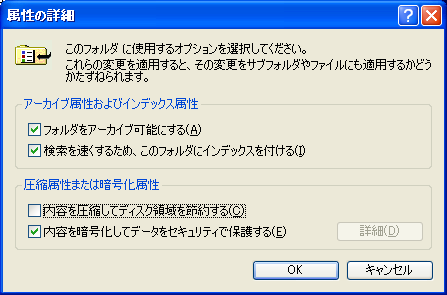 属性の詳細
このフォルダ に使用するオプションを選択してください。
これらの変更を適用すると、その変更をサブフォルダやファイルにも適用するかどう
かたずねられます。
アーカイブ属性およびインデックス属性
フォルダをアーカイブ可能にする(A)
検索を速くするため、このフォルダにインデックスを付ける(I)
圧縮属性または暗号化属性
内容を圧縮してディスク領域を節約する(C)
内容を暗号化してデータをセキュリティで保護する(E)
詳細(D)
OK
キャンセル